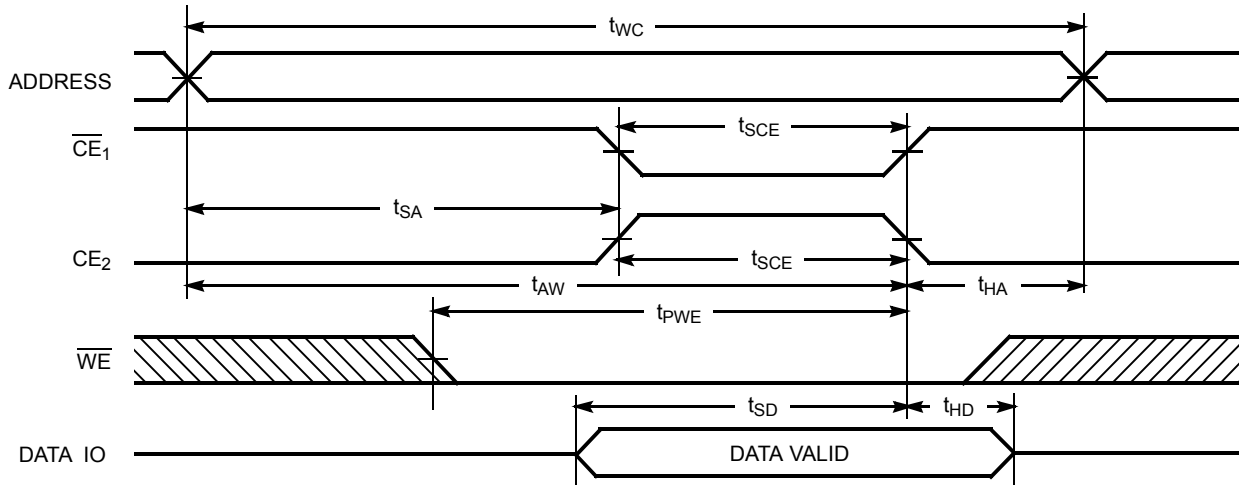 tWC
ADDRESS
tSCE
CE1
tSA
CE2
tSCE
tAW
tHA
tPWE
WE
tSD
tHD
DATA IO
DATA VALID